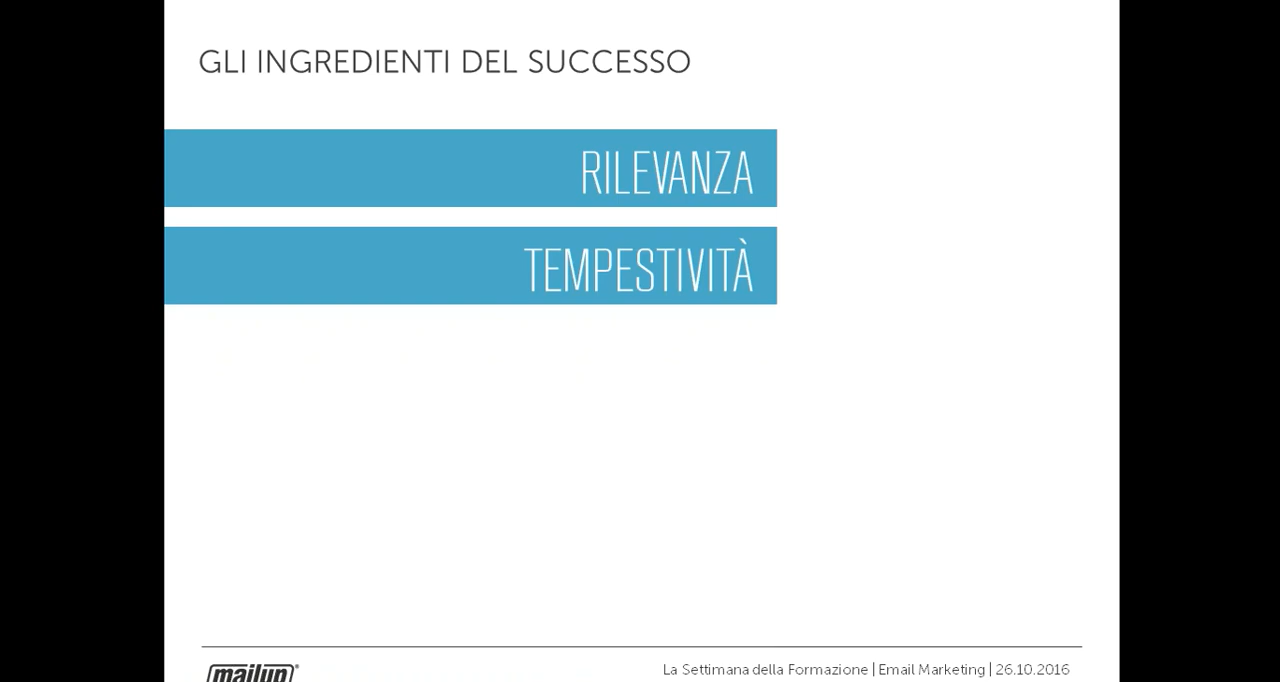 GLI INGREDIENTI DEL SUCCESSO
RILEVANZA
TEMPESTIVITÀ
mailup®
La Settimana della Formazione | Email Marketing | 26.10.2016